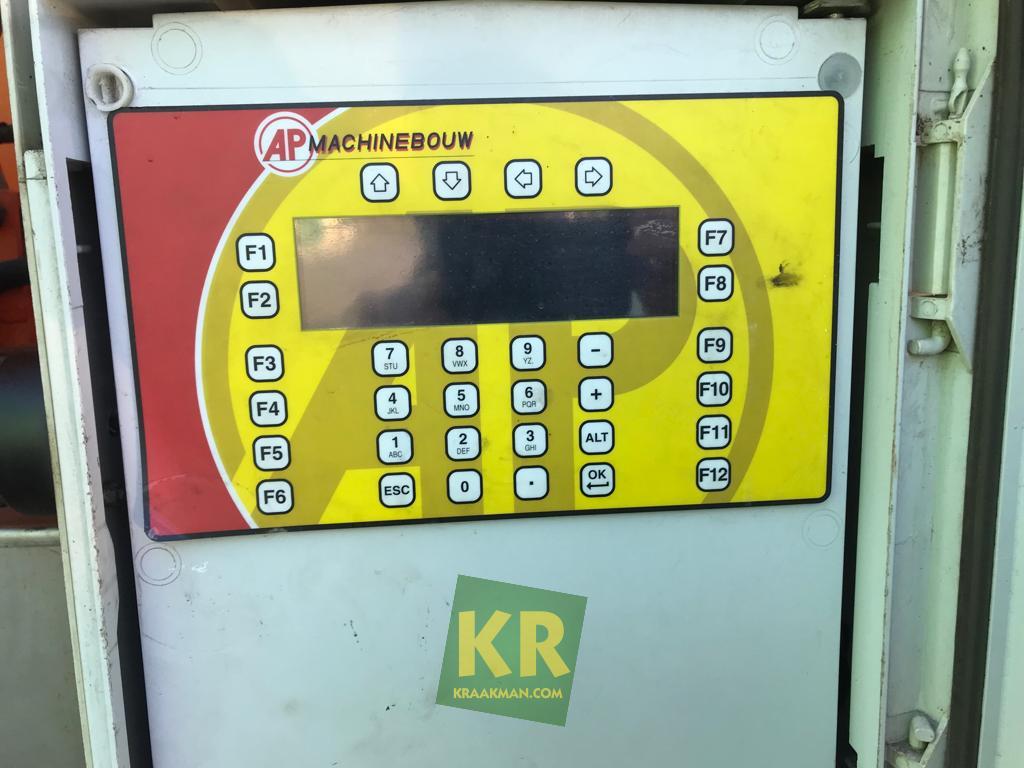 AP MACHINEBOUW
F1
F2
F3
F4
F5
F6
7 STU
8 VWX
9 YZ.
-
4 JKL
5 MNO
6 PQR
+
1 ABC
2 DEF
3 GHI
ALT
ESC
0
.
OK
F7
F8
F9
F10
F11
F12
KR
KRAAKMAN.COM